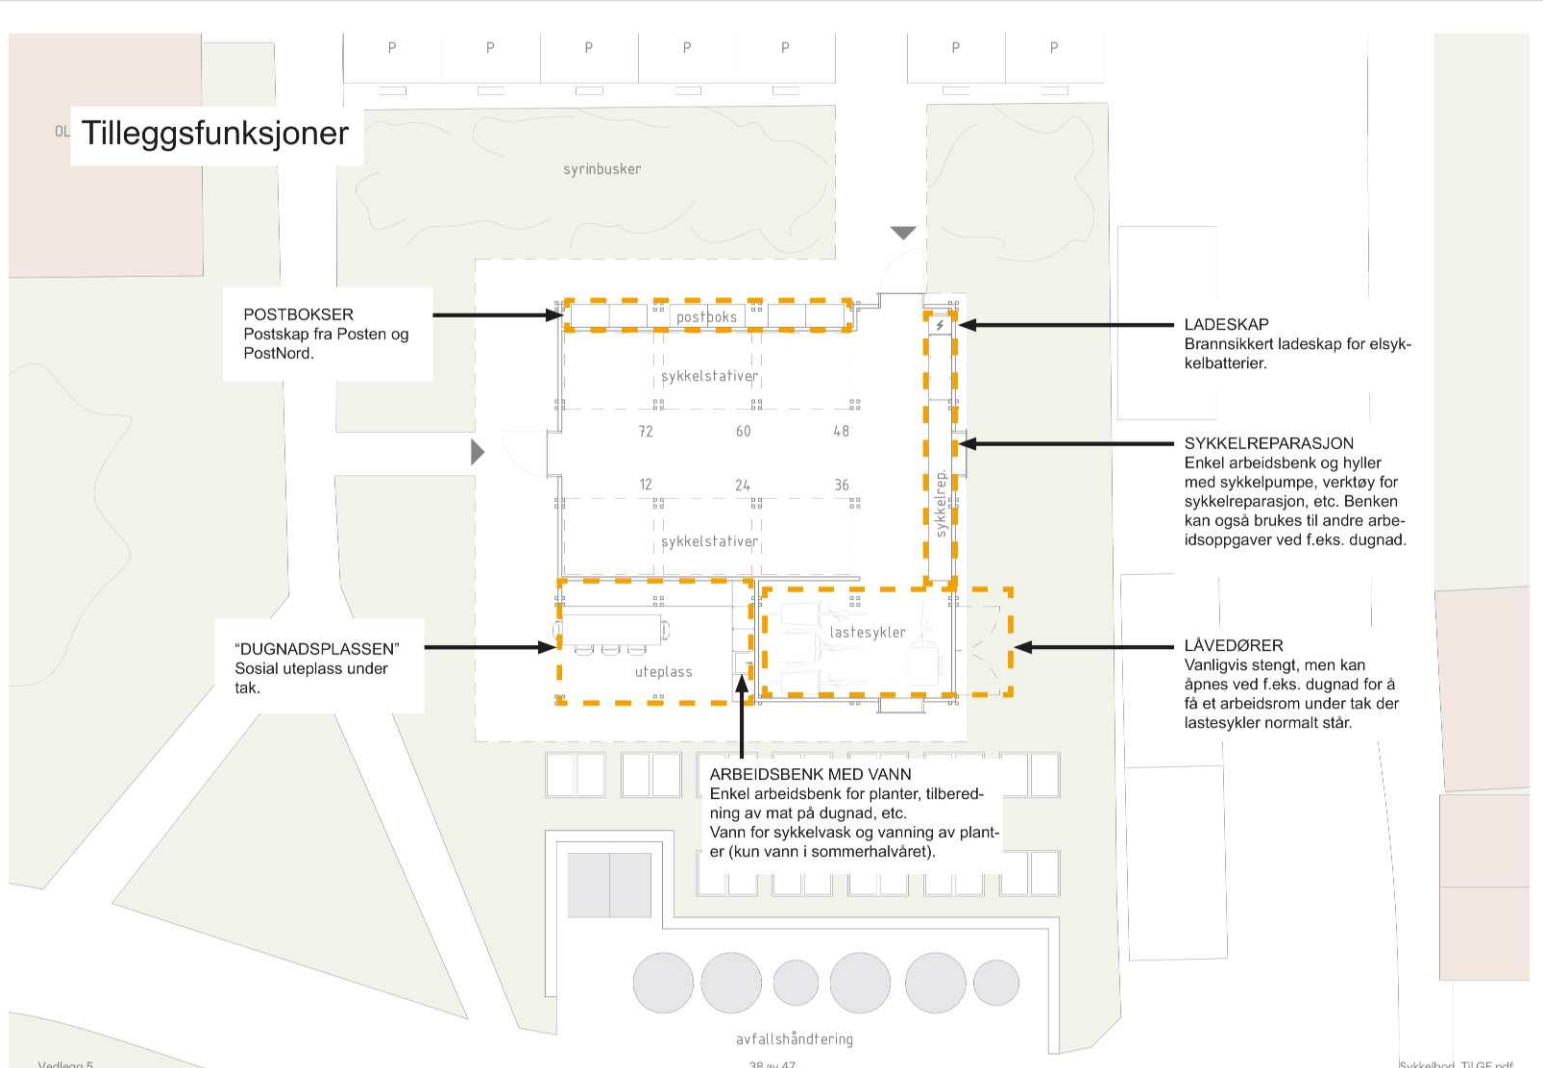 P P P P P P P
OL
Tilleggsfunksjoner
syrinbusker
POSTBOKSER
Postskap fra Posten og
PostNord.
postboks
LADESKAP
Brannsikkert ladeskap for elsyk-
kelbatterier.
sykkelstativer
72 60 48
12 24 36
sykkelstativer
sykkelrep.
SYKKELREPARASJON
Enkel arbeidsbenk og hyller
med sykkelpumpe, verktøy for
sykkelreparasjon, etc. Benken
kan også brukes til andre arbe-
idsoppgaver ved f.eks. dugnad.
“DUGNADSPLASSEN”
Sosial uteplass under
tak.
uteplass
lastesykler
LÅVEDØRER
Vanligvis stengt, men kan
åpnes ved f.eks. dugnad for å
få et arbeidsrom under tak der
lastesykler normalt står.
ARBEIDSBENK MED VANN
Enkel arbeidsbenk for planter, tilbered-
ning av mat på dugnad, etc.
Vann for sykkelvask og vanning av plant-
er (kun vann i sommerhalvåret).
avfallshåndtering
Vedlegg 5
38 av 47
Sykkelbod_Til GF.pdf